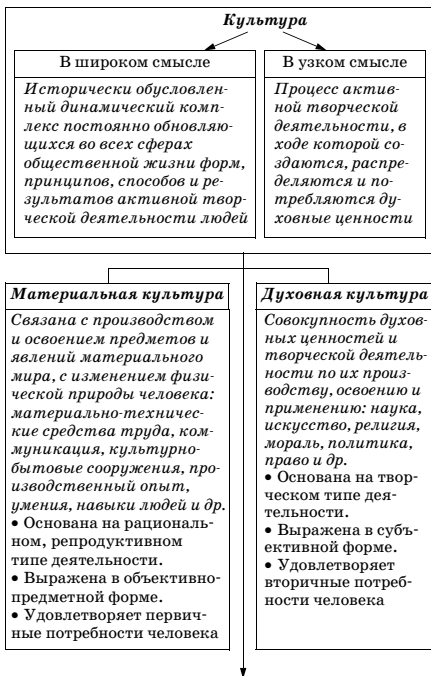 Культура
В широком смысле
Исторически обусловлен-
ный динамический комп-
лекс постоянно обновляю-
щихся во всех сферах
общественной жизни форм,
принципов, способов и ре-
зультатов активной твор-
ческой деятельности людей
В узком смысле
Процесс актив-
ной творческой
деятельности, в
ходе которой со-
здаются, распре-
деляются и по-
требляются ду-
ховные ценности
Материальная культура
Связана с производством
и освоением предметов и
явлений материального
мира, с изменением физи-
ческой природы человека:
материально-техничес-
кие средства труда, ком-
муникация, культурно-
бытовые сооружения, про-
изводственный опыт,
умения, навыки людей и др.
• Основана на рациональ-
ном, репродуктивном
типе деятельности.
• Выражена в объективно-
предметной форме.
• Удовлетворяет первич-
ные потребности человека
Духовная культура
Совокупность духов-
ных ценностей и
творческой деятель-
ности по их произ-
водству, освоению и
применению: наука,
искусство, религия,
мораль, политика,
право и др.
• Основана на твор-
ческом типе дея-
тельности.
• Выражена в субъ-
ективной форме.
• Удовлетворяет
вторичные потреб-
ности человека